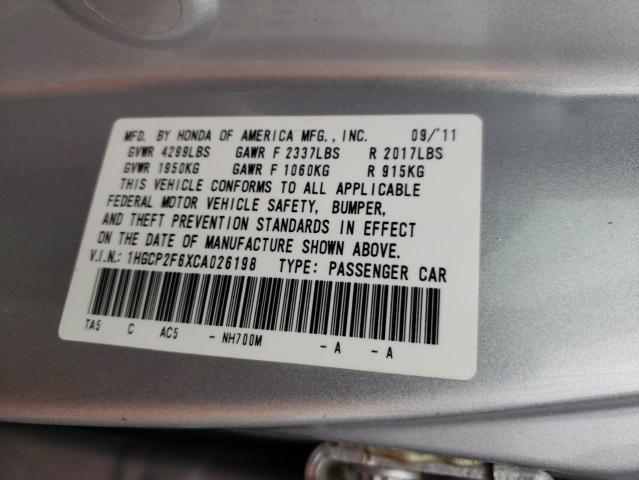 MFD. BY HONDA OF AMERICA MFG., INC. 09/'11
GVWR 4299LBS GAWR F 2337LBS R 2017LBS
GVWR 1950KG GAWR F 1060KG R 915KG
THIS VEHICLE CONFORMS TO ALL APPLICABLE
FEDERAL MOTOR VEHICLE SAFETY, BUMPER,
AND THEFT PREVENTION STANDARDS IN EFFECT
ON THE DATE OF MANUFACTURE SHOWN ABOVE.
V.I.N.: 1HGCP2F6XCA026198 TYPE: PASSENGER CAR
TA5 C AC5 - NH700M - A - A